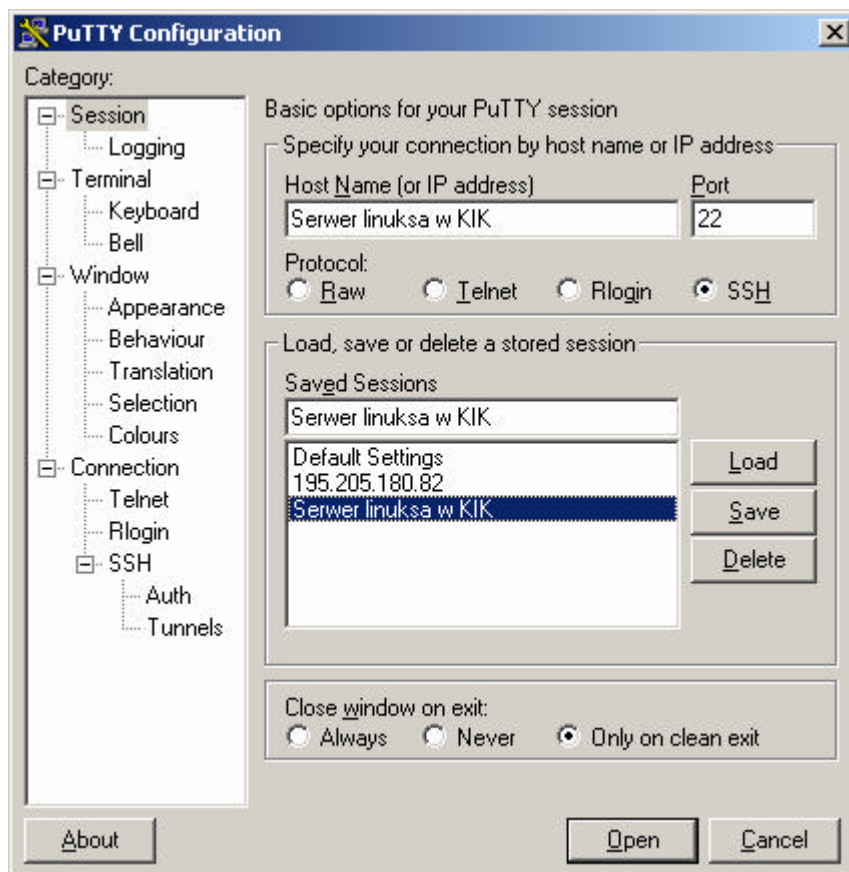 PuTTY Configuration
Category:
Session
Logging
Terminal
Keyboard
Bell
Window
Appearance
Behaviour
Translation
Selection
Colours
Connection
Telnet
Rlogin
SSH
Auth
Tunnels
Basic options for your PuTTY session
Specify your connection by host name or IP address
Host Name (or IP address) Port
Serwer linuksa w KIK 22
Protocol:
Raw Telnet Rlogin SSH
Load, save or delete a stored session
Saved Sessions
Serwer linuksa w KIK
Default Settings
195.205.180.82
Serwer linuksa w KIK
Load
Save
Delete
Close window on exit:
Always Never Only on clean exit
About Open Cancel